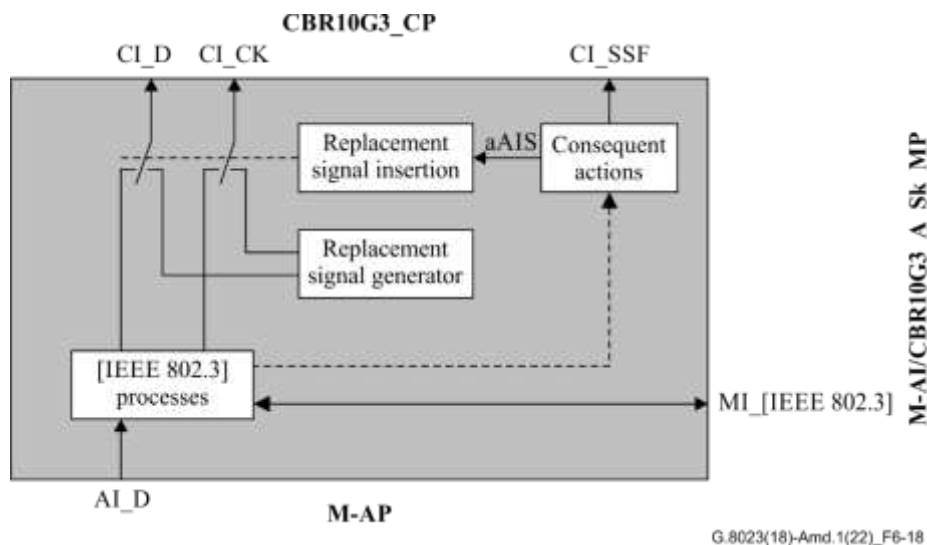 CBR10G3_CP
CI_D CI_CK CI_SSF
Replacement
signal insertion
aAIS
Consequent
actions
Replacement
signal generator
[IEEE 802.3]
processes
MI_[IEEE 802.3]
AI_D
M-AP
M-AI/CBR10G3_A_Sk_MP
G.8023(18)-Amd.1(22)_F6-18